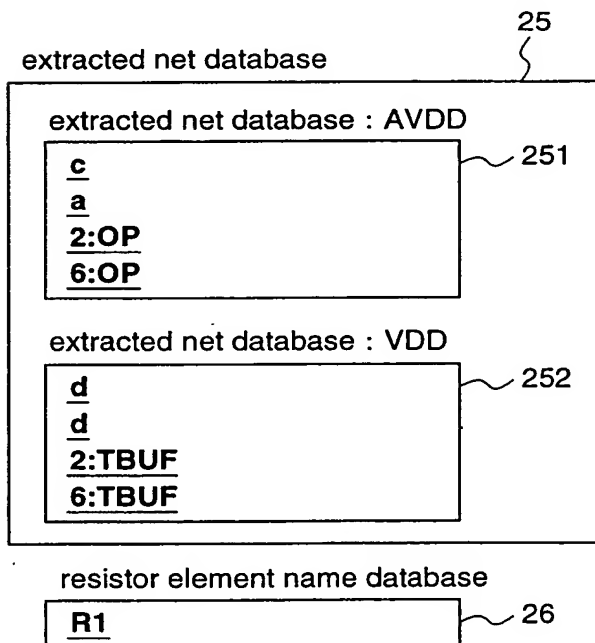 25
extracted net database
extracted net database : AVDD
251
c
a
2:OP
6:OP
extracted net database : VDD
252
d
d
2:TBUF
6:TBUF
resistor element name database
R1
26